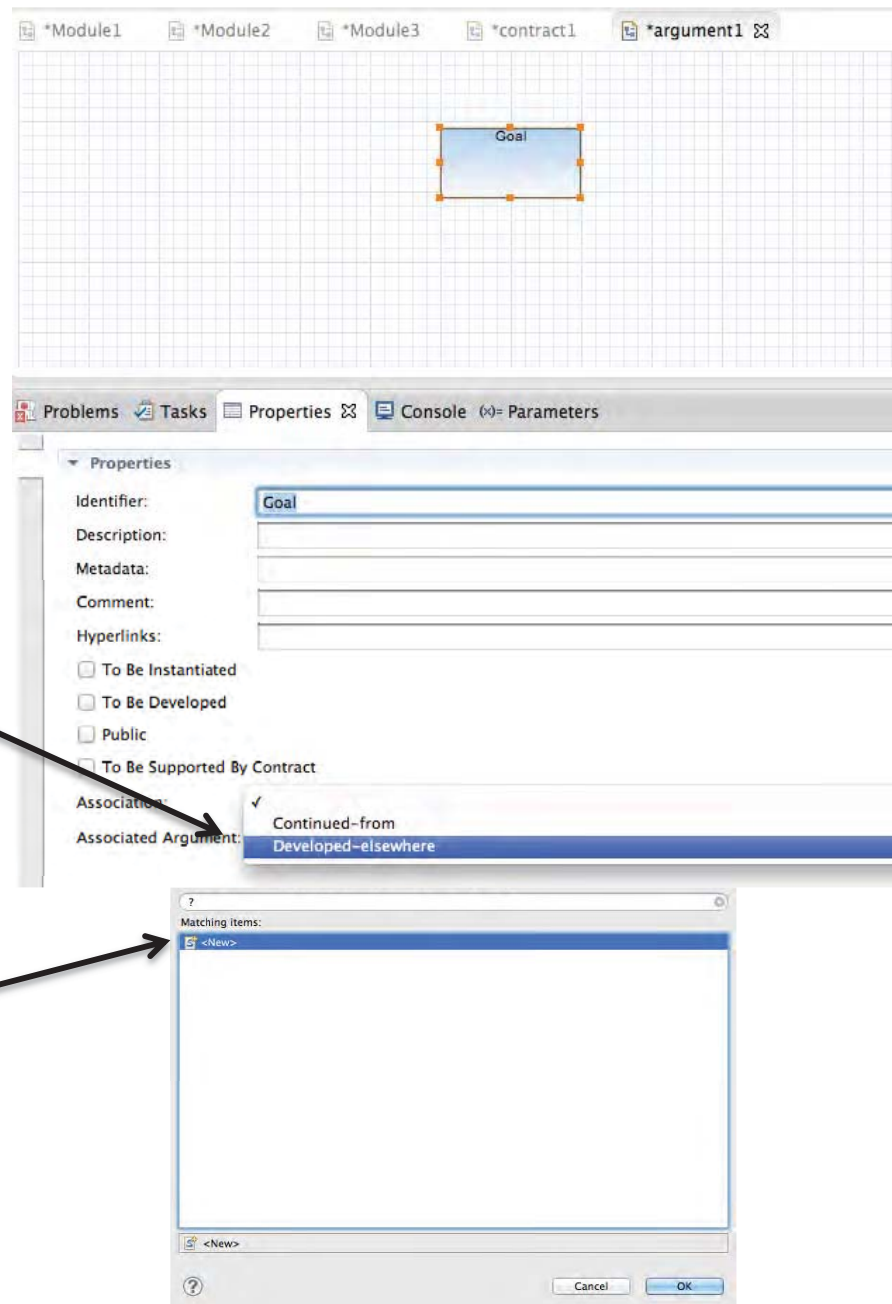 *Module1 *Module2 *Module3 *contract1 *argument1
Goal
Problems Tasks Properties Console (x)= Parameters
Properties
Identifier: Goal
Description:
Metadata:
Comment:
Hyperlinks:
To Be Instantiated
To Be Developed
Public
To Be Supported By Contract
Association: ✓
Continued-from
Associated Argument: Developed-elsewhere
?
Matching items:
<New>
<New>
? Cancel OK